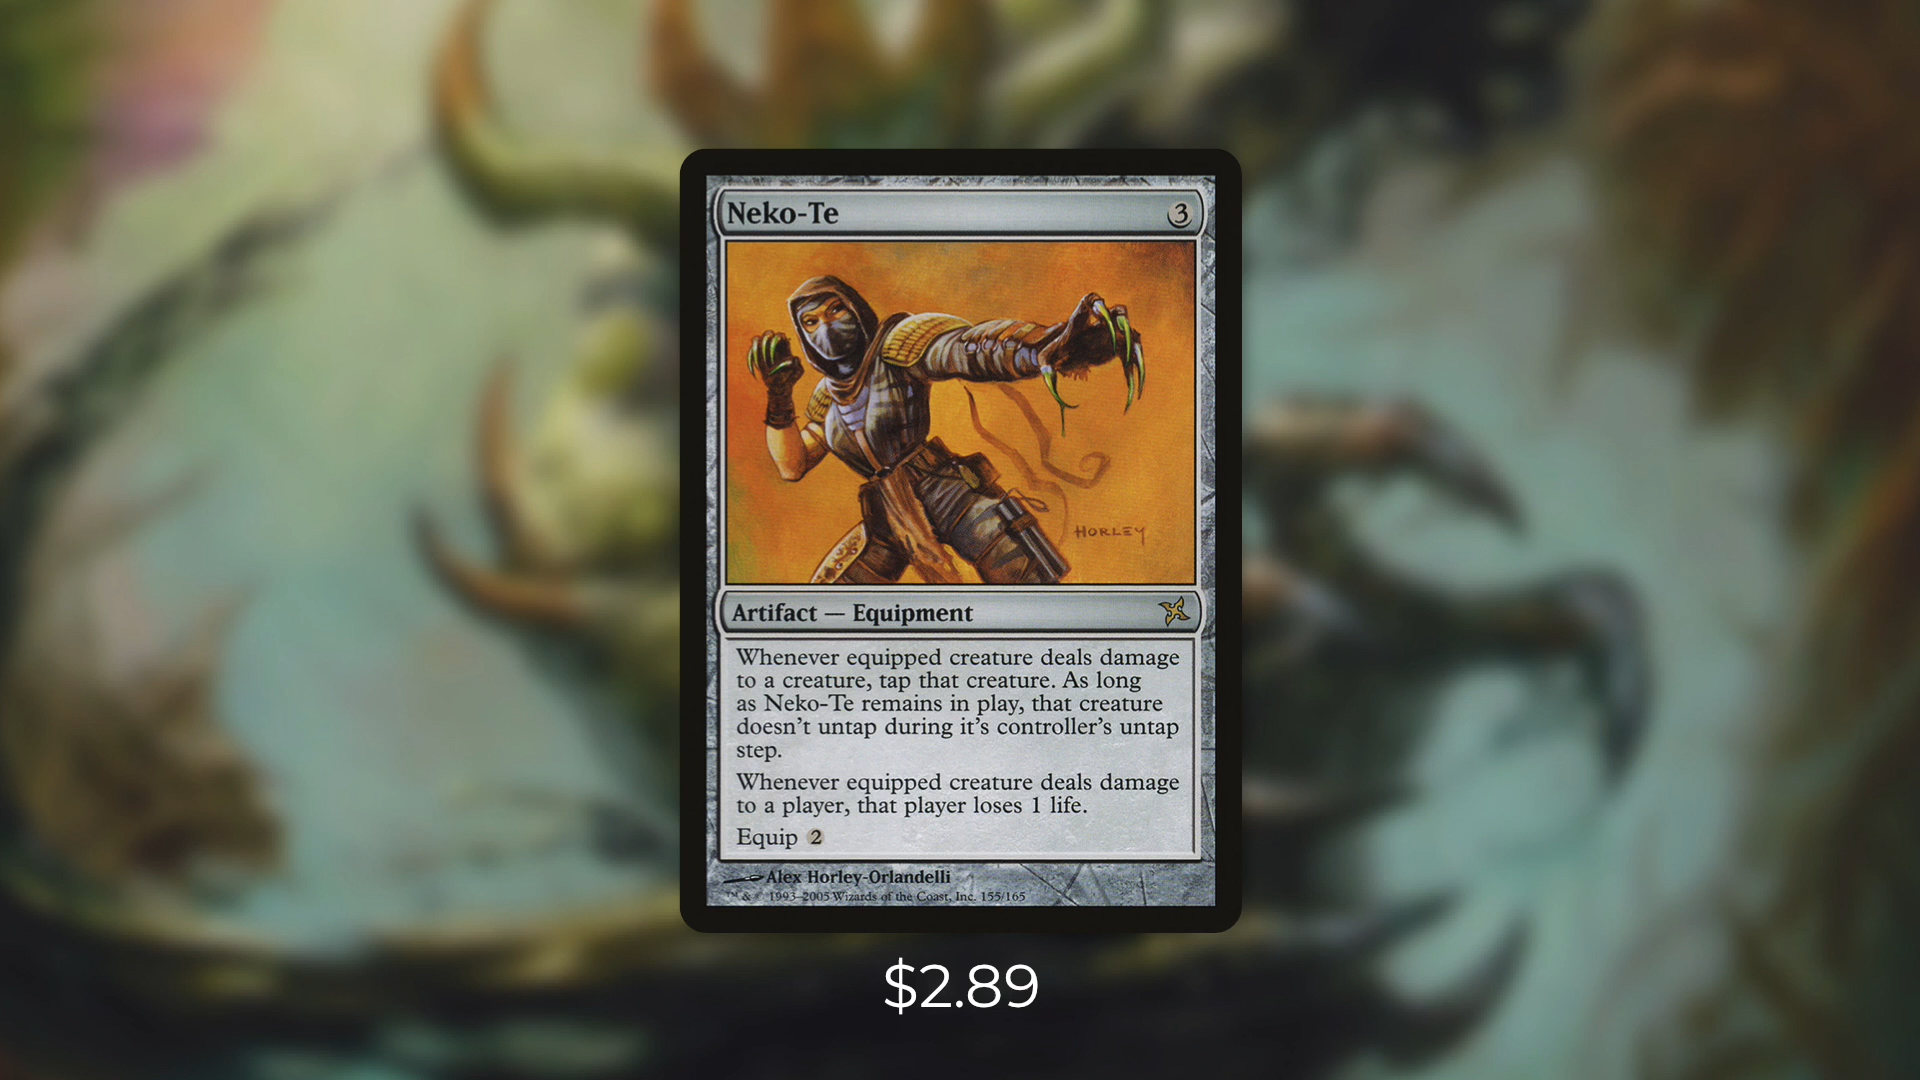 Neko-Te 3
HORLEY
Artifact — Equipment
Whenever equipped creature deals damage
to a creature, tap that creature. As long
as Neko-Te remains in play, that creature
doesn't untap during it's controller's untap
step.
Whenever equipped creature deals damage
to a player, that player loses 1 life.
Equip 2
Alex Horley-Orlandelli
™ & © 1993–2005 Wizards of the Coast, Inc. 155/165
$2.89